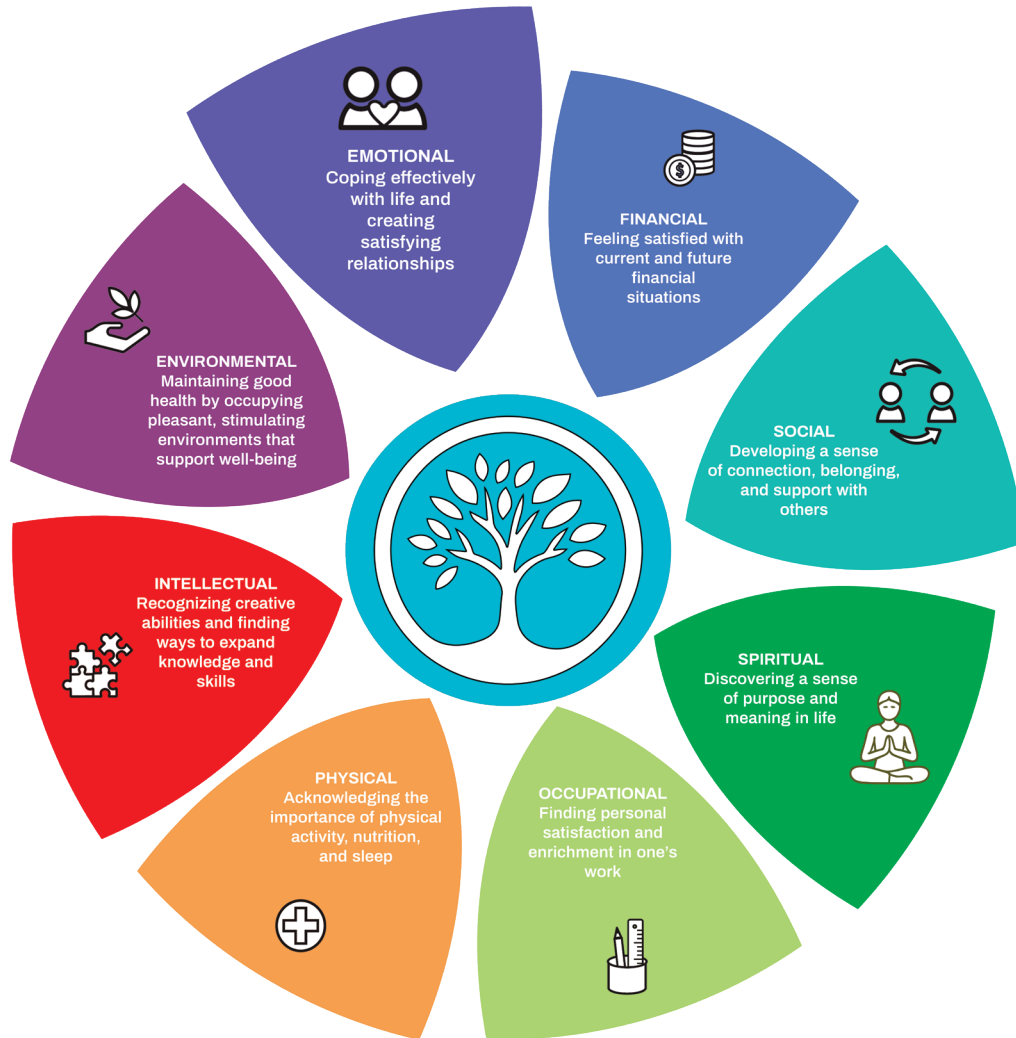 EMOTIONAL
Coping effectively
with life and
creating
satisfying
relationships
FINANCIAL
Feeling satisfied with
current and future
financial
situations
SOCIAL
Developing a sense
of connection, belonging,
and support with
others
SPIRITUAL
Discovering a sense
of purpose and
meaning in life
OCCUPATIONAL
Finding personal
satisfaction and
enrichment in one's
work
PHYSICAL
Acknowledging the
importance of physical
activity, nutrition,
and sleep
INTELLECTUAL
Recognizing creative
abilities and finding
ways to expand
knowledge and
skills
ENVIRONMENTAL
Maintaining good
health by occupying
pleasant, stimulating
environments that
support well-being
$